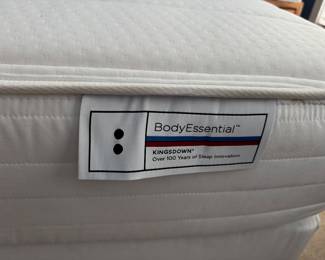 BodyEssential™
KINGSDOWN®
Over 100 Years of Sleep Innovation